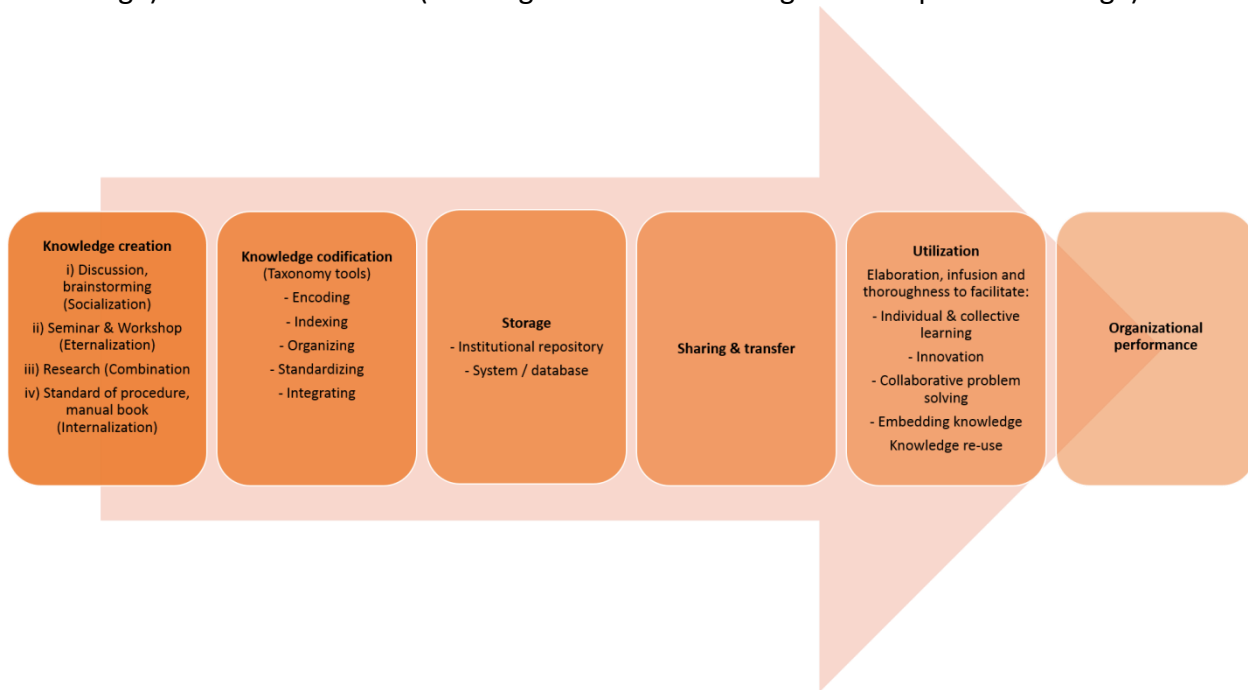 Knowledge creation
i) Discussion,
brainstorming
(Socialization)
ii) Seminar & Workshop
(Eternalization)
iii) Research (Combination
iv) Standard of procedure,
manual book
(Internalization)
Knowledge codification
(Taxonomy tools)
- Encoding
- Indexing
- Organizing
- Standardizing
- Integrating
Storage
- Institutional repository
- System / database
Sharing & transfer
Utilization
Elaboration, infusion and
thoroughness to facilitate:
- Individual & collective
learning
- Innovation
- Collaborative problem
solving
- Embedding knowledge
Knowledge re-use
Organizational
performance